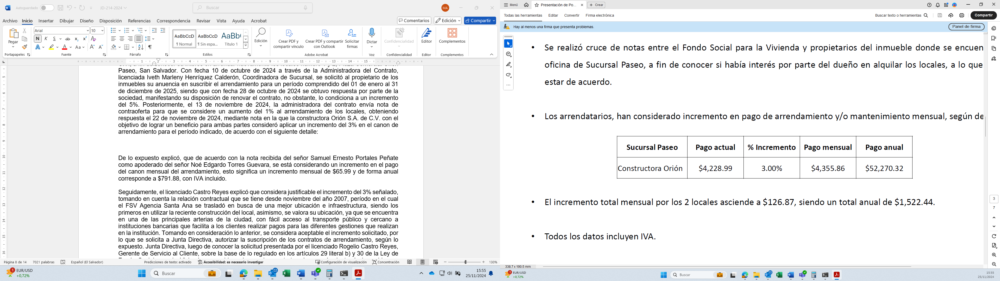 Autoguardado
JD-214-2024
Buscar
MA
Archivo Inicio Insertar Dibujar Diseño Disposición Referencias Correspondencia Revisar Vista Ayuda Acrobat
Comentarios Edición Compartir
Pegar
Arial 10
N K S ab x₂ x²
A A Aa A A
AaBbCcD AaBbCcD AaBb
¶ Normal ¶ Sin espa... Título 1
Edición
Crear PDF y compartir vínculo
Crear PDF y compartir con Outlook
Solicitar firmas
Dictar
Confidencialidad
Editor
Complementos
Portapapeles Fuente Párrafo Estilos Adobe Acrobat Voz Confidencialidad Editor Complementos
1 2 3 4 5 6 7 8 9 10 11 12 13 14 15
Paseo, San Salvador. Con fecha 10 de octubre de 2024 a través de la Administradora del Contrato,
licenciada Iveth Marleny Henríquez Calderón, Coordinadora de Sucursal, se solicitó al propietario de los
inmuebles su anuencia en suscribir el arrendamiento para un período comprendido del 01 de enero al 31
de diciembre de 2025, siendo que con fecha 28 de octubre de 2024 se obtuvo respuesta por parte de la
sociedad, manifestando su disposición de renovar el contrato, no obstante, lo condiciona a un incremento
del 5%. Posteriormente, el 13 de noviembre de 2024, la administradora del contrato envía nota de
contraoferta para que se considere un aumento del 1% al arrendamiento de los locales, obteniendo
respuesta el 22 de noviembre de 2024, mediante nota en la que la constructora Orión S.A. de C.V. con el
objetivo de lograr un beneficio para ambas partes consideró aplicar un incremento del 3% en el canon de
arrendamiento para el período indicado, de acuerdo con el siguiente detalle:
De lo expuesto explicó, que de acuerdo con la nota recibida del señor Samuel Ernesto Portales Peñate
como apoderado del señor Noé Edgardo Torres Guevara, se está considerando un incremento en el pago
del canon mensual del arrendamiento, esto significa un incremento mensual de $65.99 y de forma anual
corresponde a $791.88, con IVA incluido.
Seguidamente, el licenciado Castro Reyes explicó que considera justificable el incremento del 3% señalado,
tomando en cuenta la relación contractual que se tiene desde noviembre del año 2007, período en el cual
el FSV Agencia Santa Ana se trasladó en busca de una mejor ubicación e infraestructura, siendo los
primeros en utilizar la reciente construcción del local, asimismo, se valora su ubicación, ya que se encuentra
en una de las principales arterias de la ciudad, con fácil acceso al transporte público y cercano a
instituciones bancarias que facilita a los clientes realizar pagos para las diferentes gestiones que realizan
en la institución. Tomando en consideración lo anterior, se considera aceptable el incremento solicitado, por
lo que se solicita a Junta Directiva, autorizar la suscripción de los contratos de arrendamiento, según lo
expuesto. Junta Directiva, luego de conocer la solicitud presentada por el licenciado Rogelio Castro Reyes,
Gerente de Servicio al Cliente, sobre la base de lo regulado en los artículos 29 literal b) y 30 de la Ley de
Página 8 de 14 7021 palabras Español (El Salvador) Predicciones de texto: activado Accesibilidad: es necesario investigar Configuración de visualización Concentración 130%
1 EUR/USD
+0,72%
Buscar
15:55
25/11/2024
Menú Presentación de Po... Crear
Todas las herramientas Editar Convertir Firma electrónica Buscar texto o herramientas Compartir
Hay al menos una firma que presenta problemas. Panel de firma
• Se realizó cruce de notas entre el Fondo Social para la Vivienda y propietarios del inmueble donde se encuen
oficina de Sucursal Paseo, a fin de conocer si había interés por parte del dueño en alquilar los locales, a lo que
estar de acuerdo.
• Los arrendatarios, han considerado incremento en pago de arrendamiento y/o mantenimiento mensual, según de
Sucursal Paseo Pago actual % Incremento Pago mensual Pago anual
Constructora Orión $4,228.99 3.00% $4,355.86 $52,270.32
• El incremento total mensual por los 2 locales asciende a $126.87, siendo un total anual de $1,522.44.
• Todos los datos incluyen IVA.
3
7
338.7 x 190.5 mm
1 EUR/USD
+0,72%
Buscar
15:55
25/11/2024